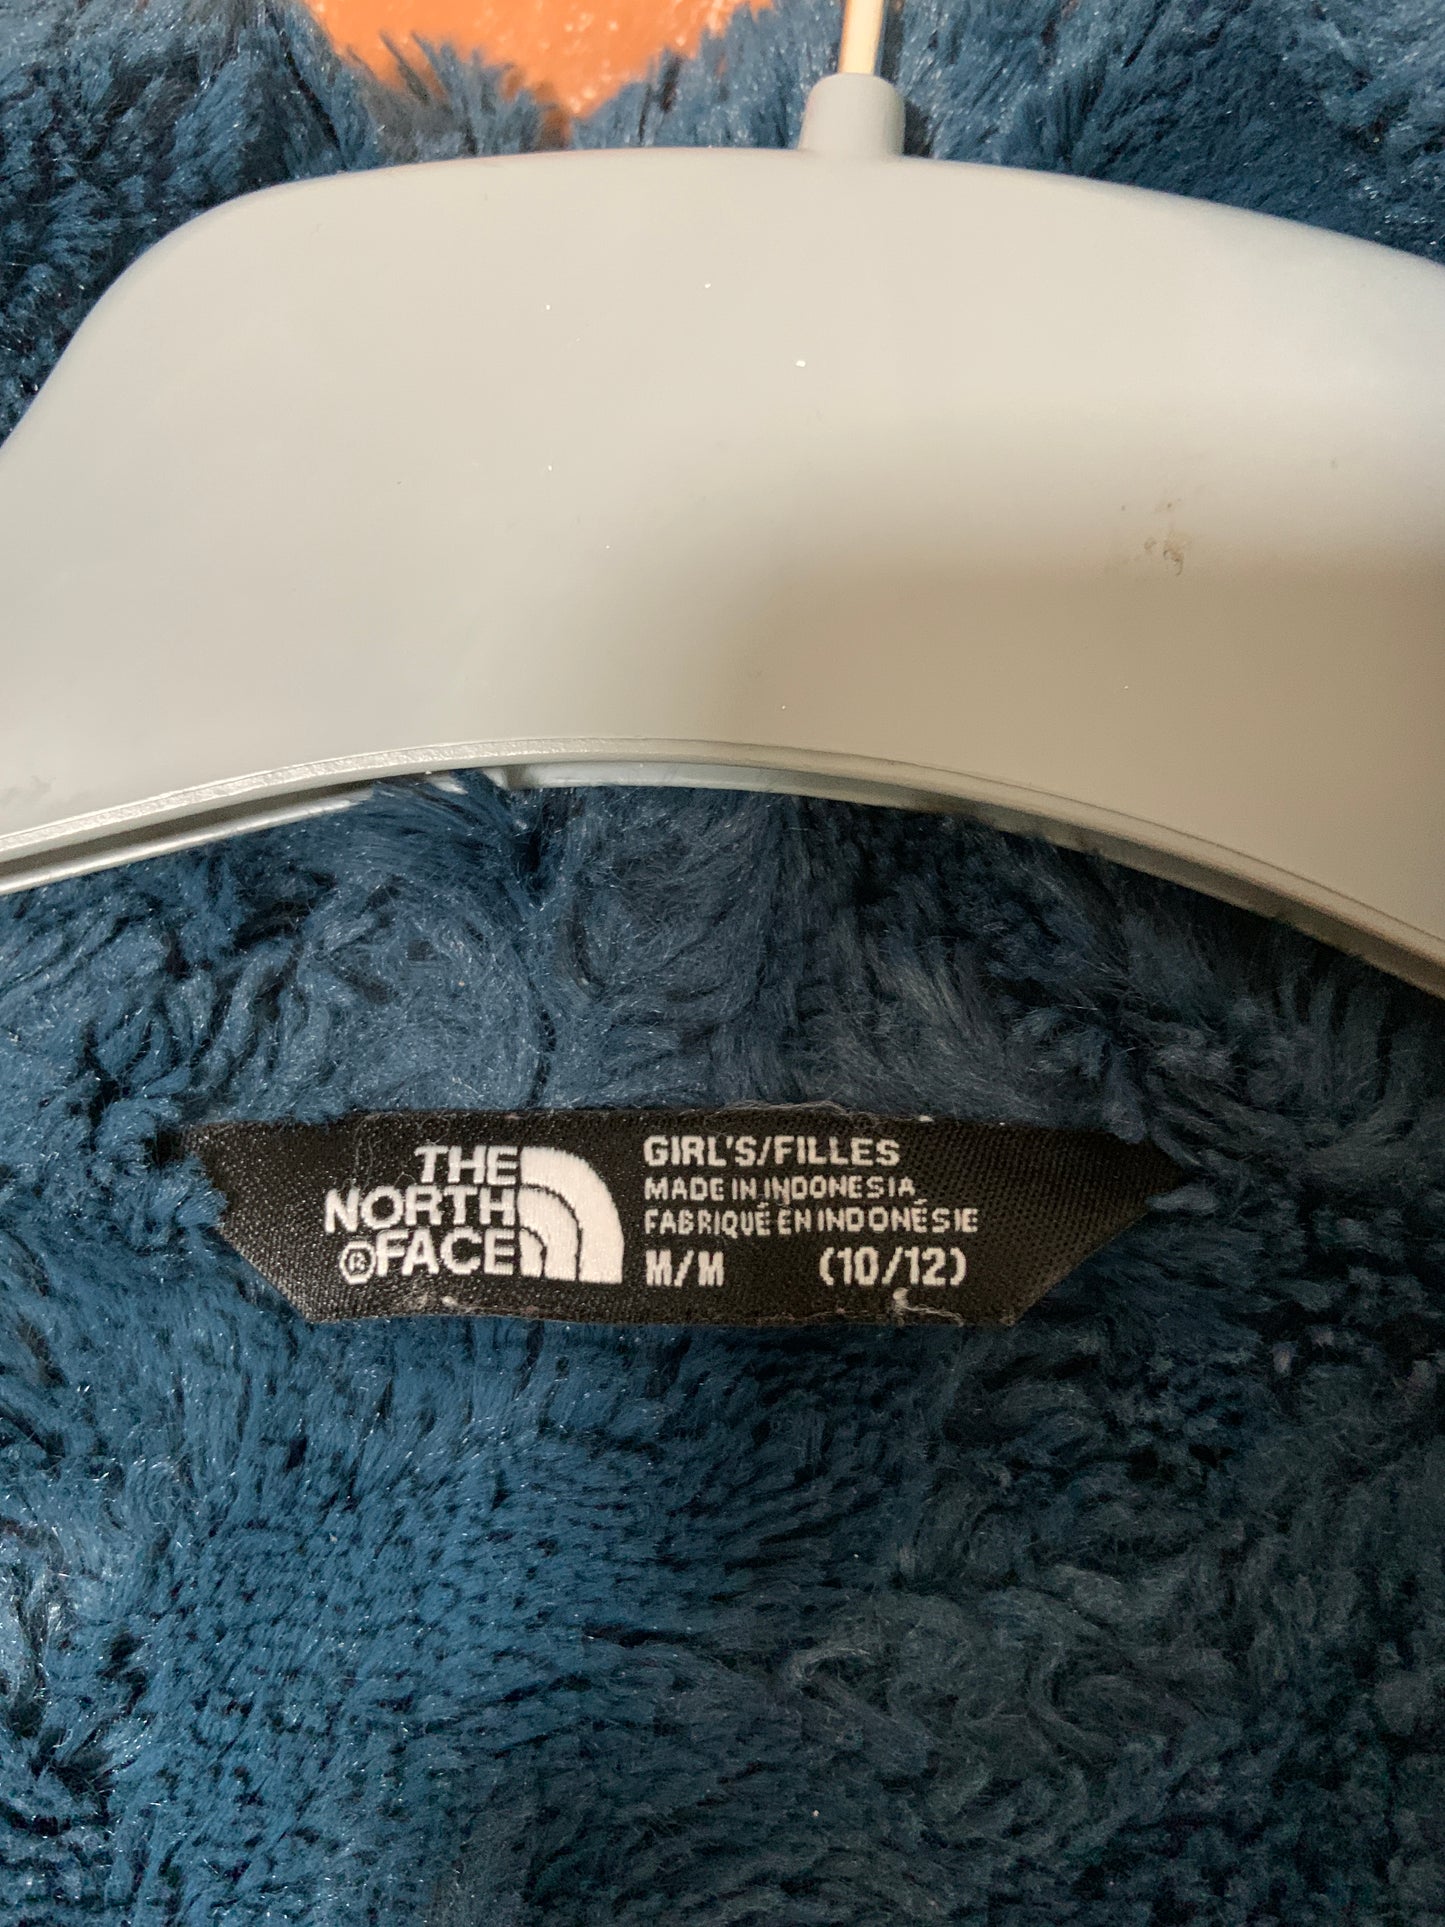 THE
NORTH
®FACE
GIRL'S/FILLES
MADE IN INDONESIA
FABRIQUÉ EN INDONÉSIE
M/M (10/12)